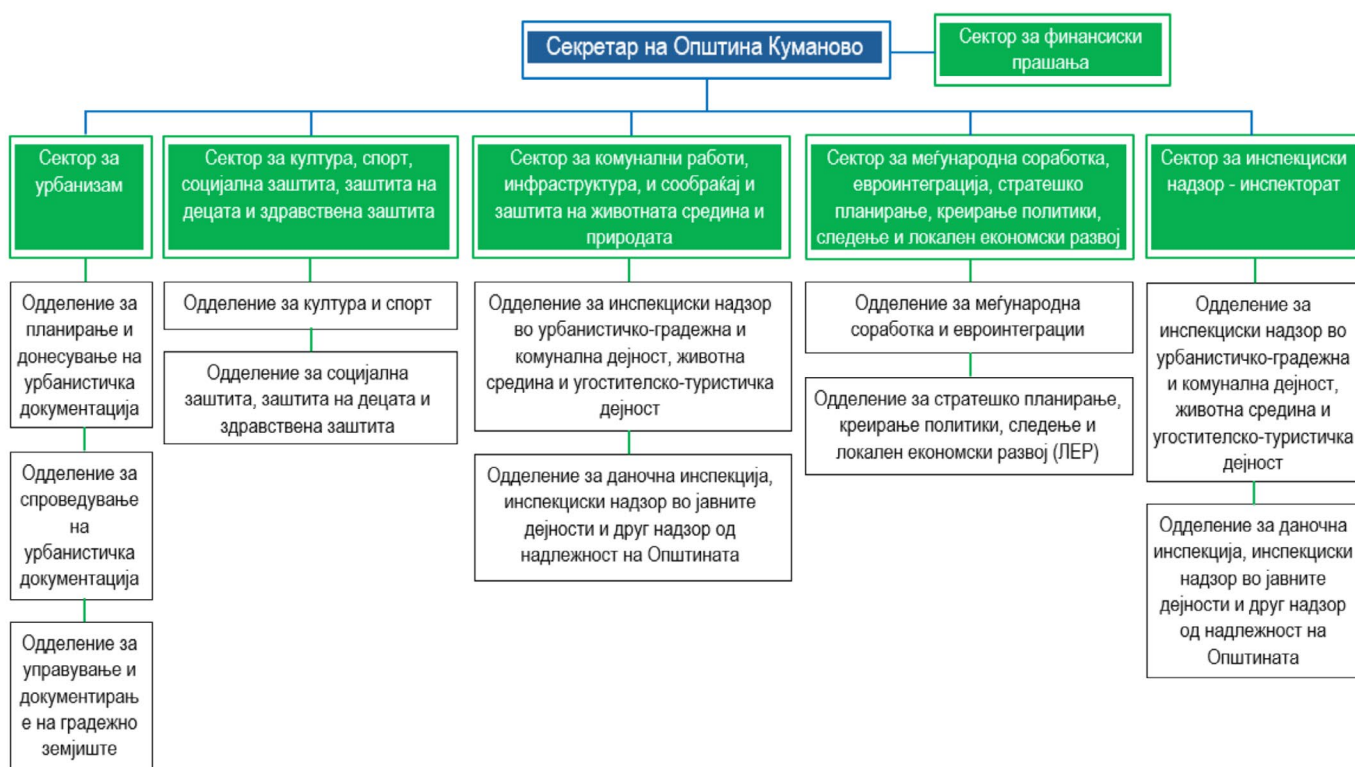 Секретар на Општина Куманово
Сектор за финансиски
прашања
Сектор за
урбанизам
Сектор за култура, спорт,
социјална заштита, заштита на
децата и здравствена заштита
Сектор за комунални работи,
инфраструктура, и сообраќај и
заштита на животната средина и
природата
Сектор за меѓународна соработка,
евроинтеграција, стратешко
планирање, креирање политики,
следење и локален економски развој
Сектор за инспекциски
надзор - инспекторат
Одделение за
планирање и
донесување на
урбанистичка
документација
Одделение за
спроведување
на
урбанистичка
документација
Одделение за
управување и
документирањ
е на градежно
земјиште
Одделение за култура и спорт
Одделение за социјална
заштита, заштита на децата и
здравствена заштита
Одделение за инспекциски надзор
во урбанистичко-градежна и
комунална дејност, животна
средина и угостителско-туристичка
дејност
Одделение за даночна инспекција,
инспекциски надзор во јавните
дејности и друг надзор од
надлежност на Општината
Одделение за меѓународна
соработка и евроинтеграции
Одделение за стратешко планирање,
креирање политики, следење и
локален економски развој (ЛЕР)
Одделение за
инспекциски надзор во
урбанистичко-градежна
и комунална дејност,
животна средина и
угостителско-туристичка
дејност
Одделение за даночна
инспекција, инспекциски
надзор во јавните
дејности и друг надзор
од надлежност на
Општината